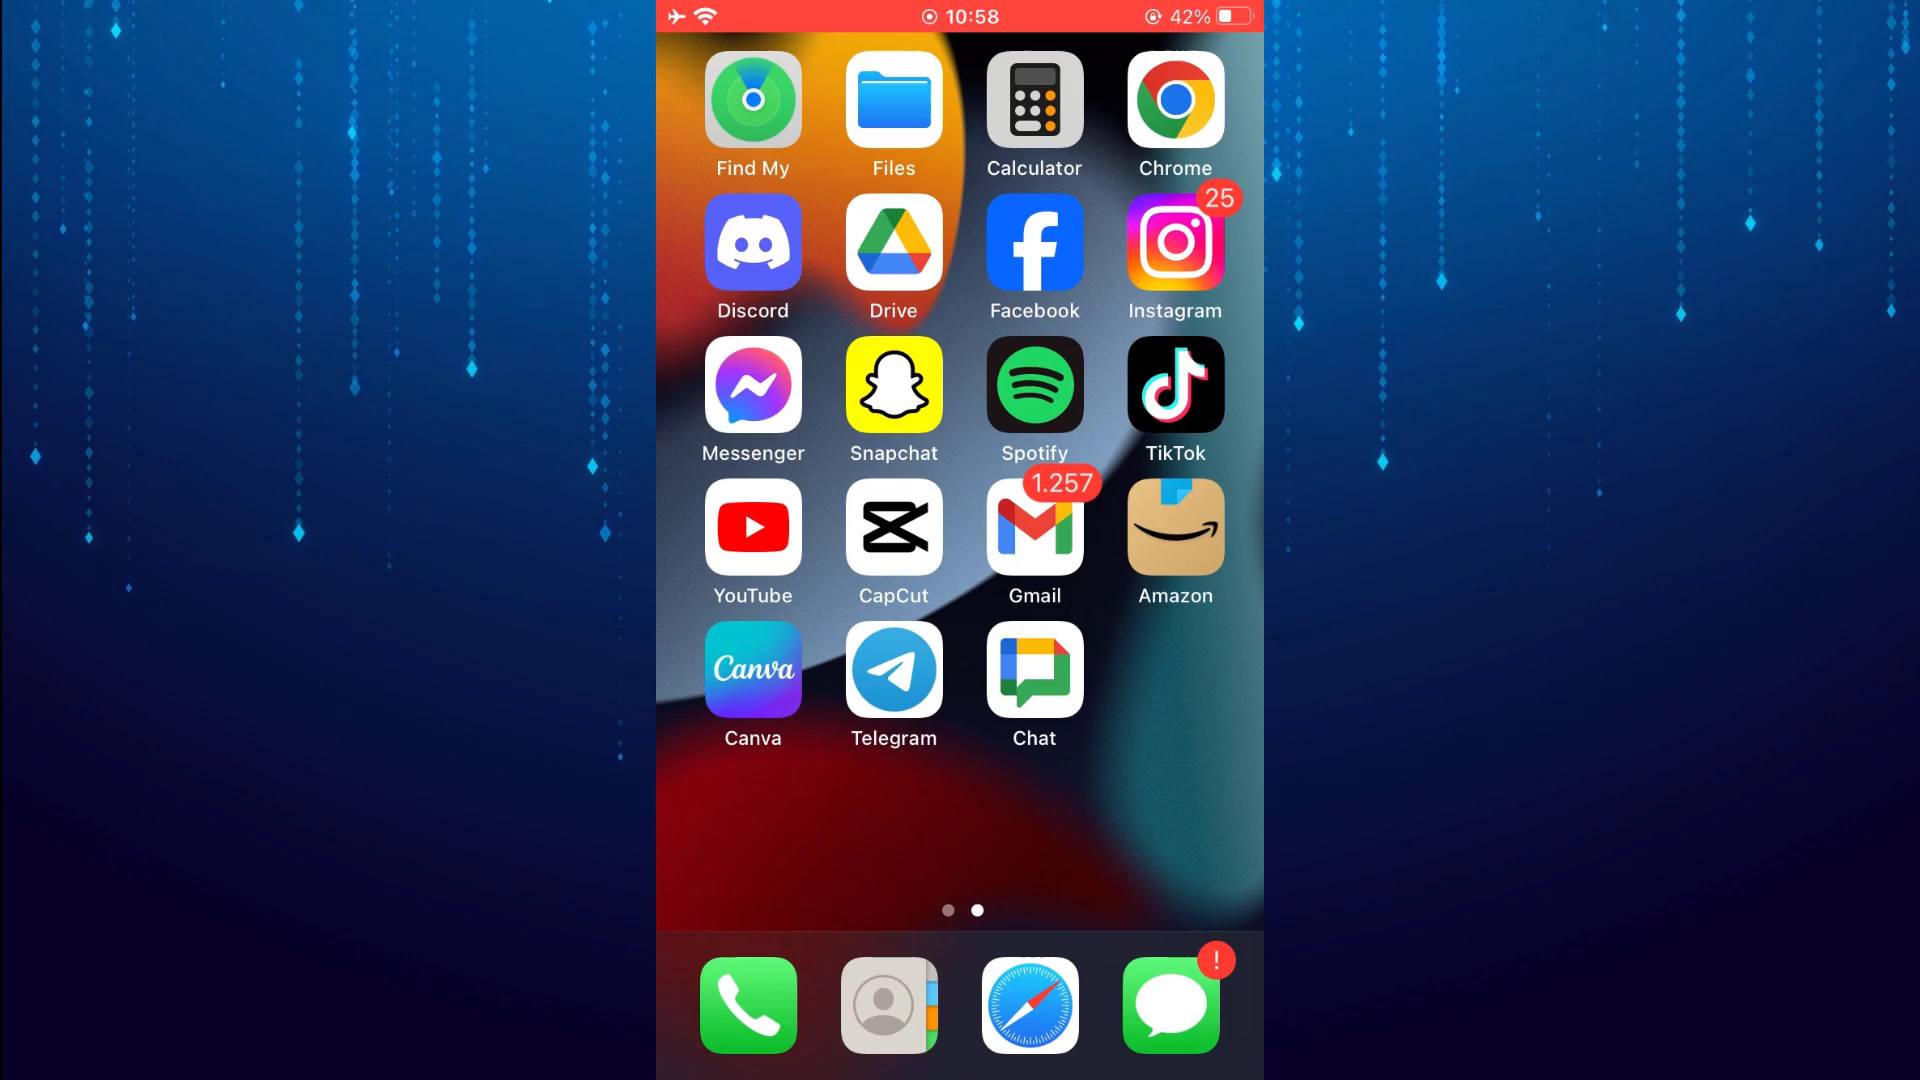 10:58 42%
Find My Files Calculator Chrome
25
Discord Drive Facebook Instagram
Messenger Snapchat Spotify TikTok
1.257
YouTube CapCut Gmail Amazon
Canva
Canva Telegram Chat
!